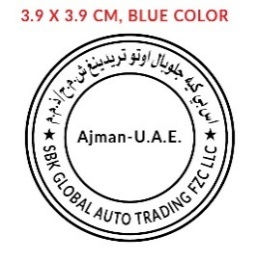 3.9 X 3.9 CM, BLUE COLOR
اس بي كيه جلوبال اوتو تريدينغ ش.م.ح/ذ.م.م
Ajman-U.A.E.
★ SBK GLOBAL AUTO TRADING FZC LLC ★